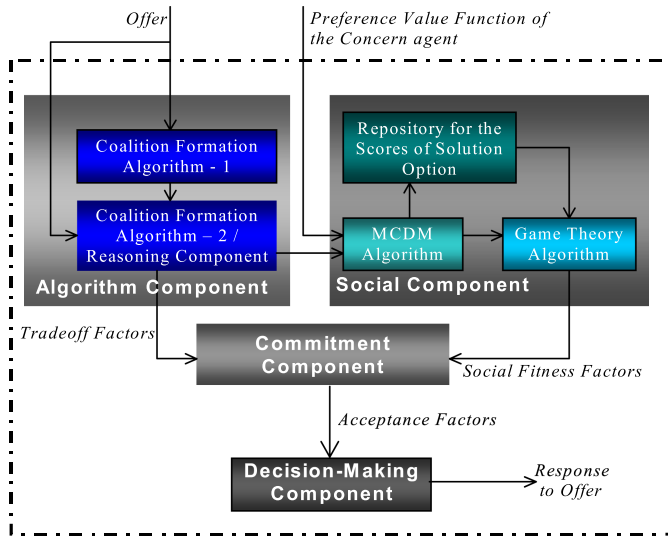 Offer
Preference Value Function of
the Concern agent
Coalition Formation
Algorithm - 1
Coalition Formation
Algorithm – 2 /
Reasoning Component
Algorithm Component
Repository for the
Scores of Solution
Option
MCDM
Algorithm
Game Theory
Algorithm
Social Component
Tradeoff Factors
Commitment
Component
Social Fitness Factors
Acceptance Factors
Decision-Making
Component
Response
to Offer